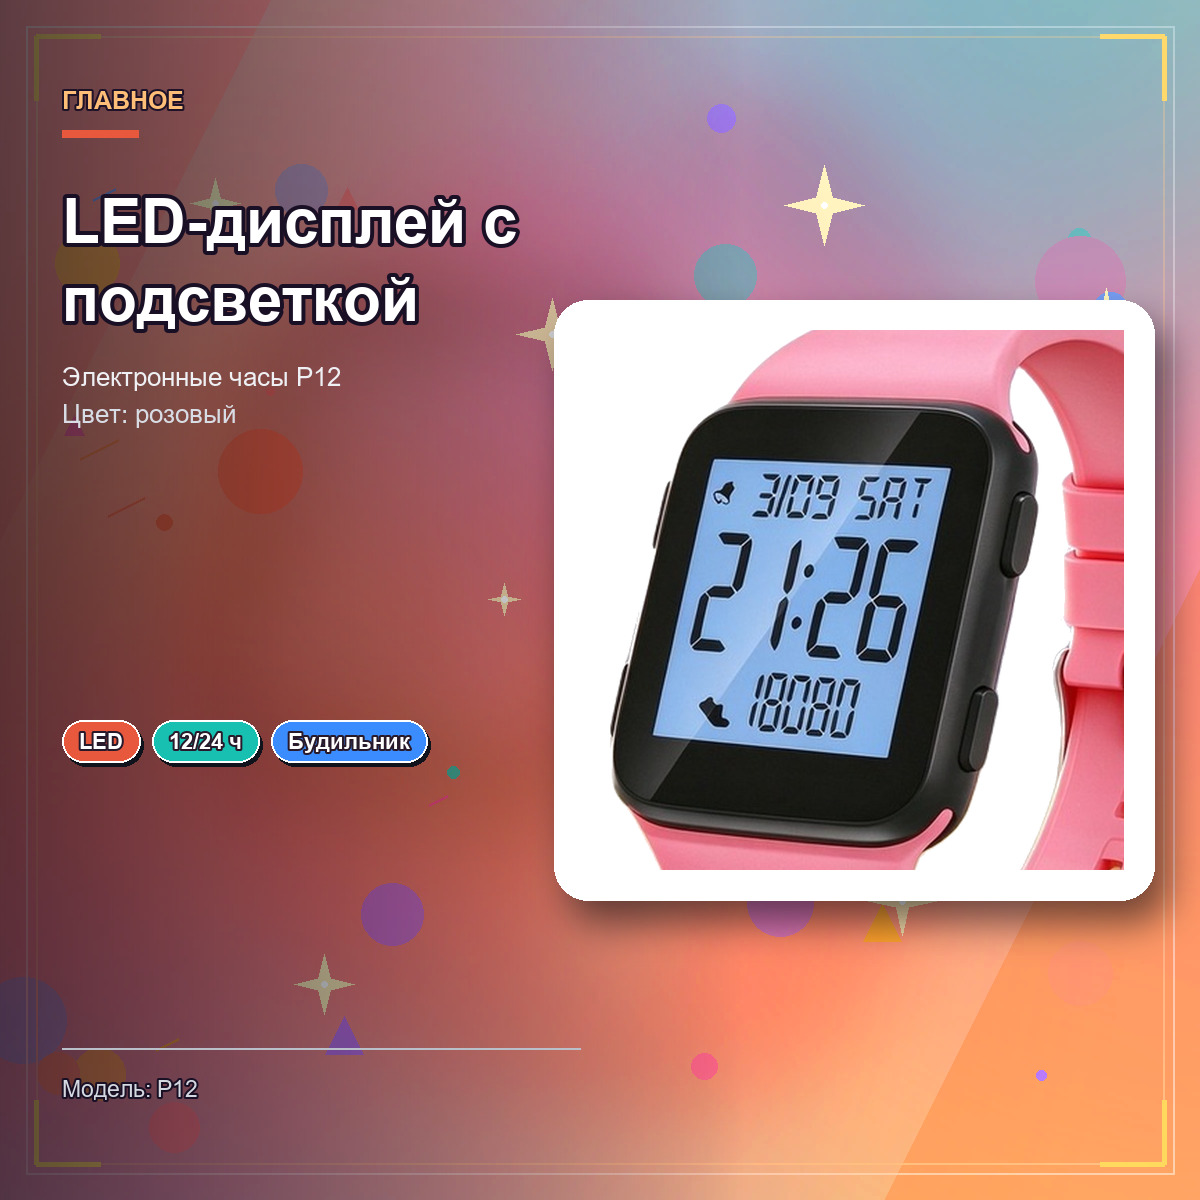 ГЛАВНОЕ
LED-дисплей с
подсветкой
Электронные часы P12
Цвет: розовый
3/09 SAT
21:26
18080
LED
12/24 ч
Будильник
Модель: P12